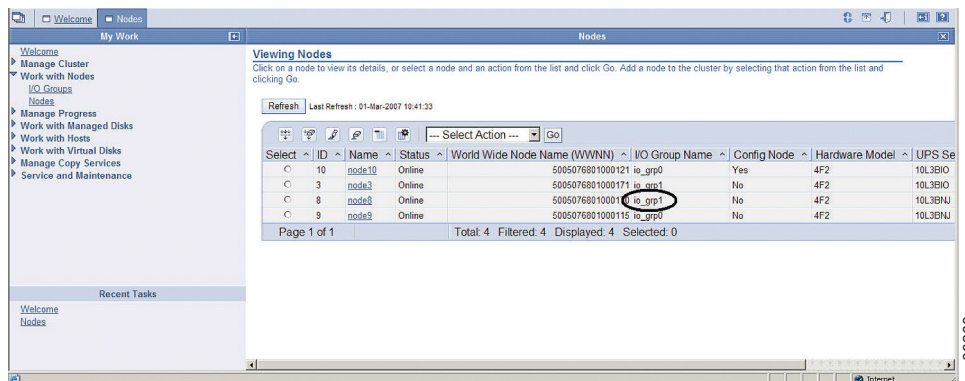 Welcome Nodes
My Work
Nodes
Welcome
Manage Cluster
Work with Nodes
I/O Groups
Nodes
Manage Progress
Work with Managed Disks
Work with Hosts
Work with Virtual Disks
Manage Copy Services
Service and Maintenance
Recent Tasks
Welcome
Nodes
Viewing Nodes
Click on a node to view its details, or select a node and an action from the list and click Go. Add a node to the cluster by selecting that action from the list and
clicking Go.
Refresh Last Refresh : 01-Mar-2007 10:41:33
--- Select Action --- Go
Select ID Name Status World Wide Node Name (WWNN) I/O Group Name Config Node Hardware Model UPS Se
10 node10 Online 5005076801000121 io_grp0 Yes 4F2 10L3BIO
3 node3 Online 5005076801000171 io_grp1 No 4F2 10L3BIO
8 node8 Online io_grp1 No 4F2 10L3BNJ
9 node9 Online 5005076801000115 io_grp0 No 4F2 10L3BNJ
Page 1 of 1 Total: 4 Filtered: 4 Displayed: 4 Selected: 0
Internet